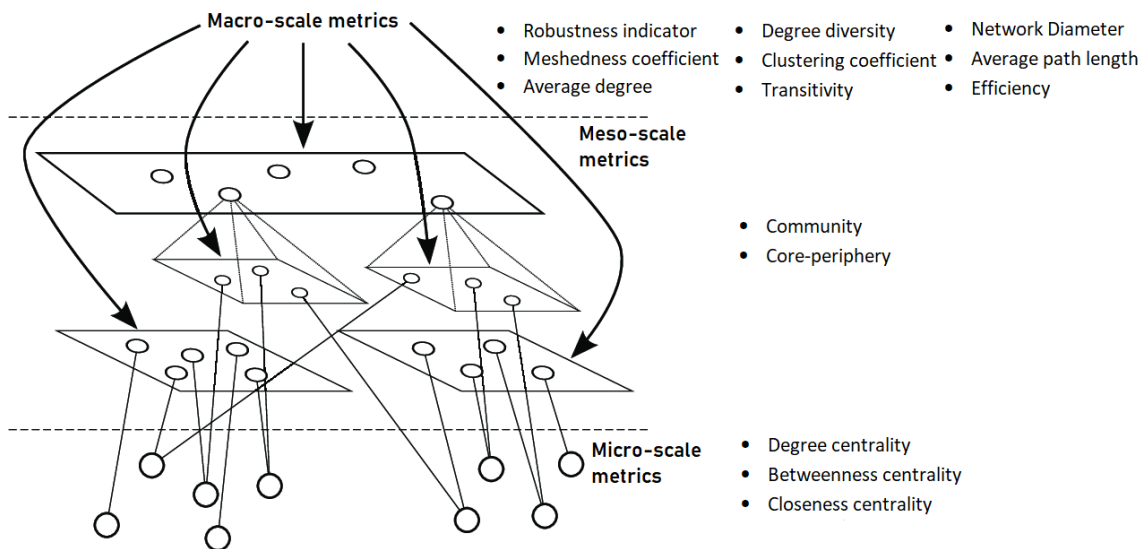 Macro-scale metrics
• Robustness indicator
• Meshedness coefficient
• Average degree
• Degree diversity
• Clustering coefficient
• Transitivity
• Network Diameter
• Average path length
• Efficiency
Meso-scale
metrics
• Community
• Core-periphery
Micro-scale
metrics
• Degree centrality
• Betweenness centrality
• Closeness centrality